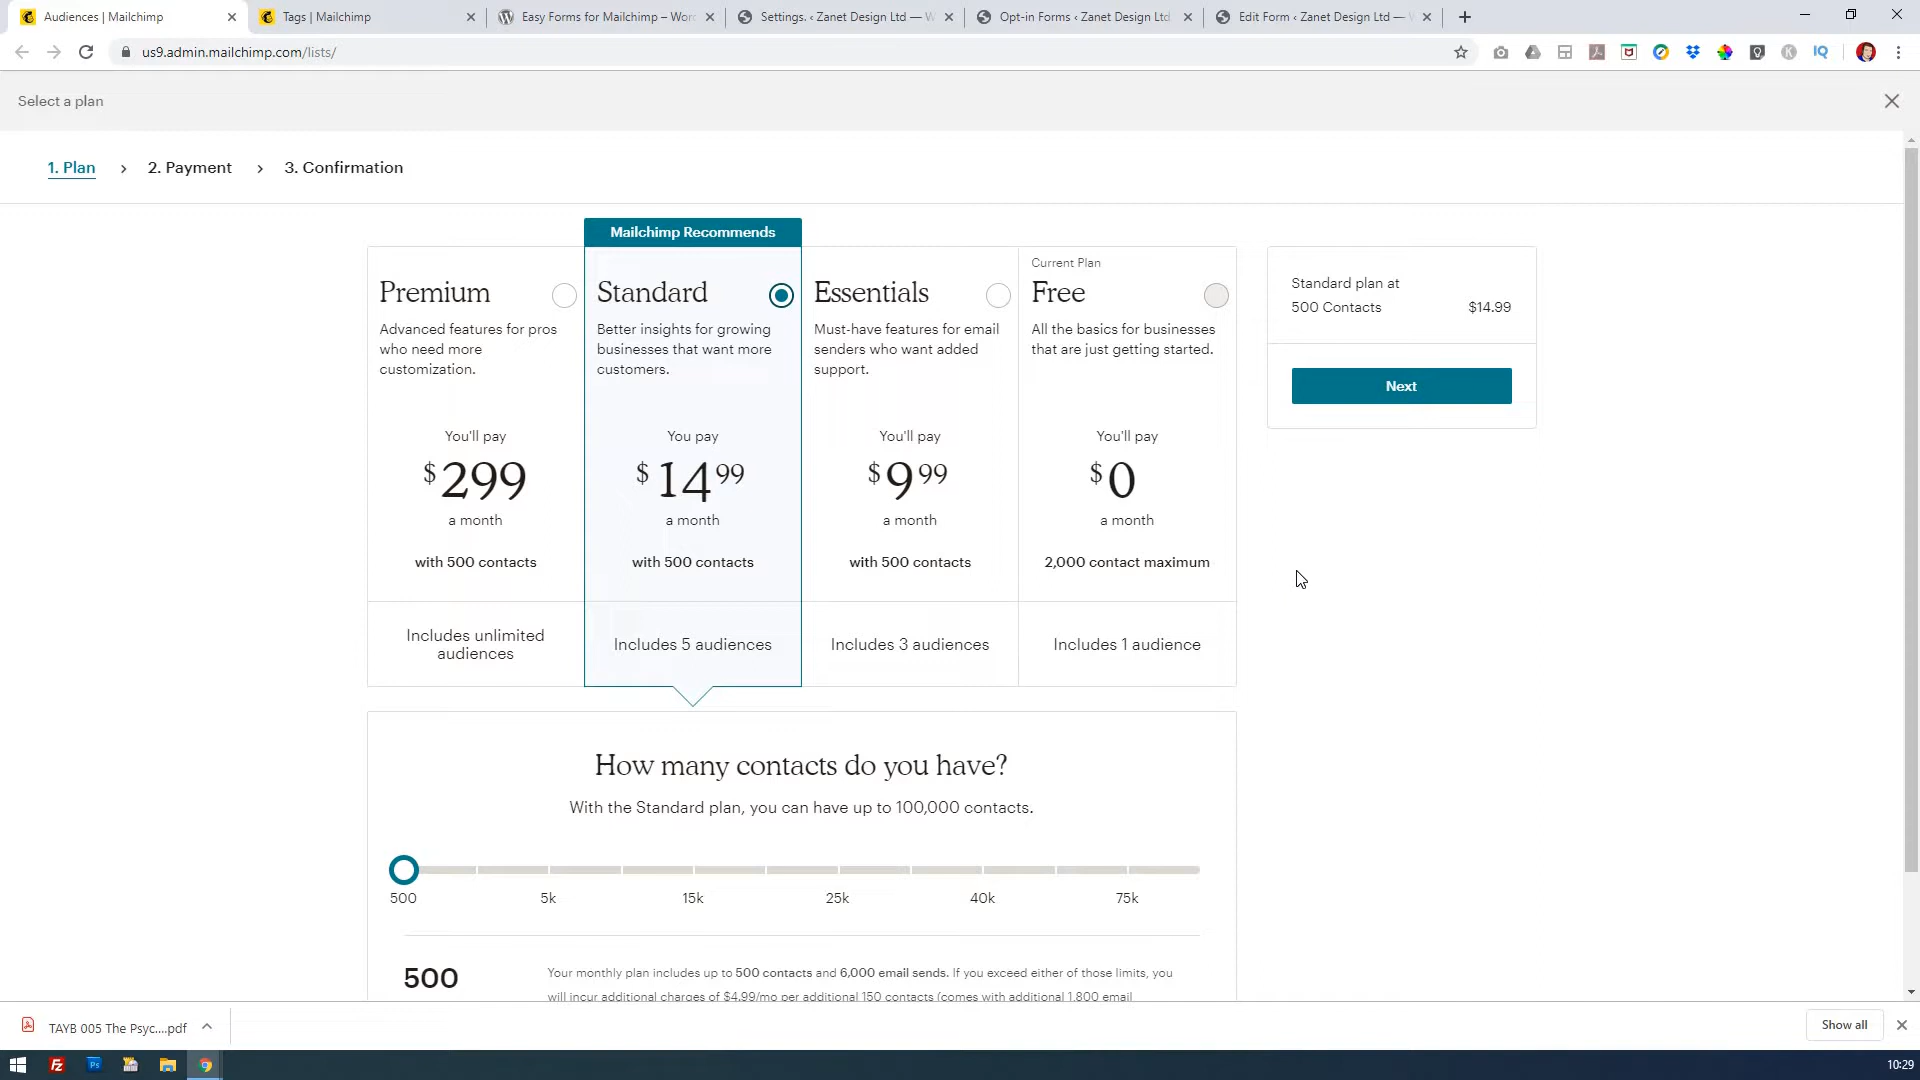 Audiences | Mailchimp
Tags | Mailchimp
Easy Forms for Mailchimp – Wor
Settings. ‹ Zanet Design Ltd — W
Opt-in Forms ‹ Zanet Design Ltd
Edit Form ‹ Zanet Design Ltd — W
us9.admin.mailchimp.com/lists/
Select a plan
1. Plan > 2. Payment > 3. Confirmation
Mailchimp Recommends
Premium
Advanced features for pros
who need more
customization.
You'll pay
$299
a month
with 500 contacts
Includes unlimited
audiences
Standard
Better insights for growing
businesses that want more
customers.
You pay
$14 99
a month
with 500 contacts
Includes 5 audiences
Essentials
Must-have features for email
senders who want added
support.
You'll pay
$9 99
a month
with 500 contacts
Includes 3 audiences
Current Plan
Free
All the basics for businesses
that are just getting started.
You'll pay
$0
a month
2,000 contact maximum
Includes 1 audience
Standard plan at
500 Contacts $14.99
Next
How many contacts do you have?
With the Standard plan, you can have up to 100,000 contacts.
500 5k 15k 25k 40k 75k
500
Your monthly plan includes up to 500 contacts and 6,000 email sends. If you exceed either of those limits, you
will incur additional charges of $4.99/mo per additional 150 contacts (comes with additional 1,800 email
TAYB 005 The Psyc....pdf
Show all
Fz
Ps
10:29